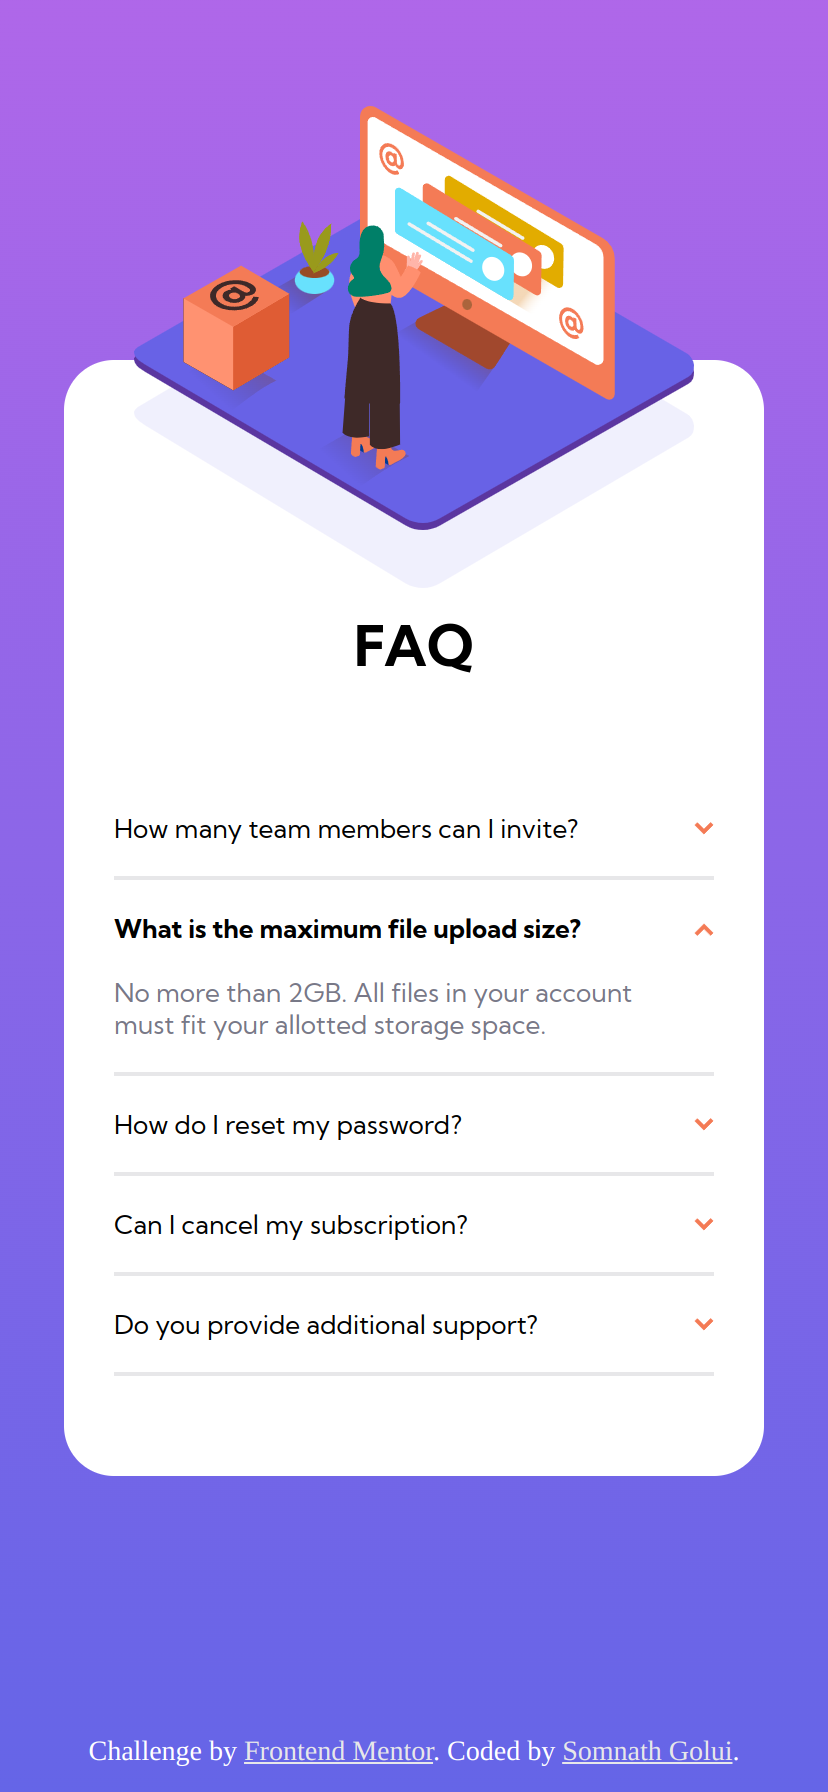 @
@
@
FAQ
How many team members can I invite?
What is the maximum file upload size?
No more than 2GB. All files in your account
must fit your allotted storage space.
How do I reset my password?
Can I cancel my subscription?
Do you provide additional support?
Challenge by Frontend Mentor. Coded by Somnath Golui.